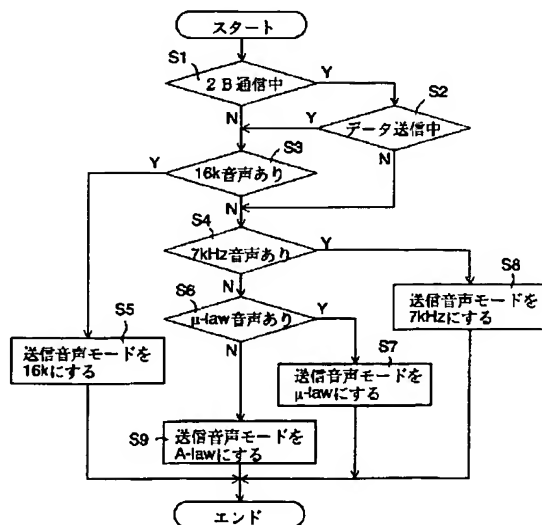 スタート
S1
2B通信中
Y
N
S2
データ送信中
Y
N
S3
16k音声あり
Y
N
S4
7kHz音声あり
Y
N
S8
送信音声モードを
7kHzにする
S6
μ-law音声あり
Y
N
S5
送信音声モードを
16kにする
S7
送信音声モードを
μ-lawにする
S9
送信音声モードを
A-lawにする
エンド